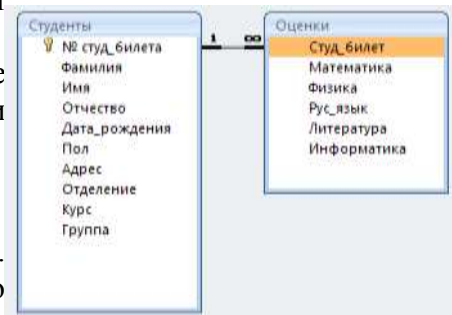 Студенты
№ студ_билета
Фамилия
Имя
Отчество
Дата_рождения
Пол
Адрес
Отделение
Курс
Группа
1 ∞
Оценки
Студ_билет
Математика
Физика
Рус_язык
Литература
Информатика